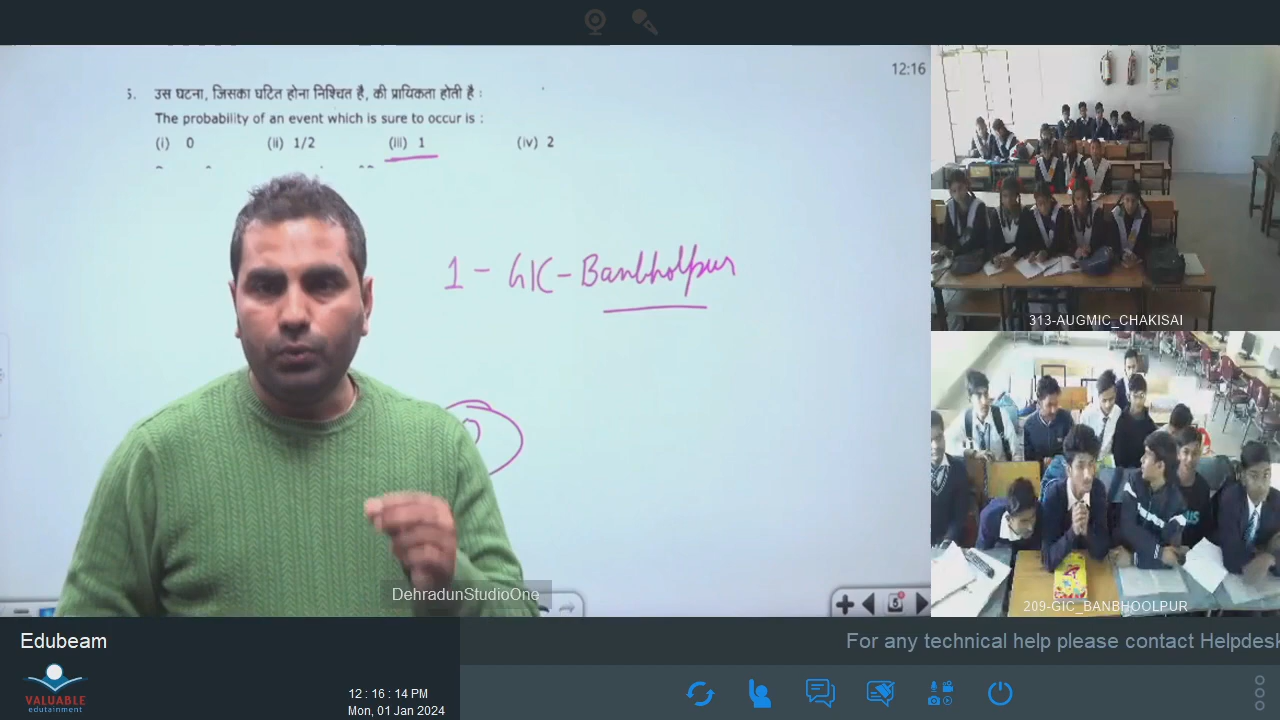 12:16
5. उस घटना, जिसका घटित होना निश्चित है, की प्रायिकता होती है :
The probability of an event which is sure to occur is :
(i) 0 (ii) 1/2 (iii) 1 (iv) 2
1 - GIC - Banbholpur
DehradunStudioOne
313-AUGMIC_CHAKISAI
209-GIC_BANBHOOLPUR
Edubeam
For any technical help please contact Helpdesk
VALUABLE
edutainment
12 : 16 : 14 PM
Mon, 01 Jan 2024